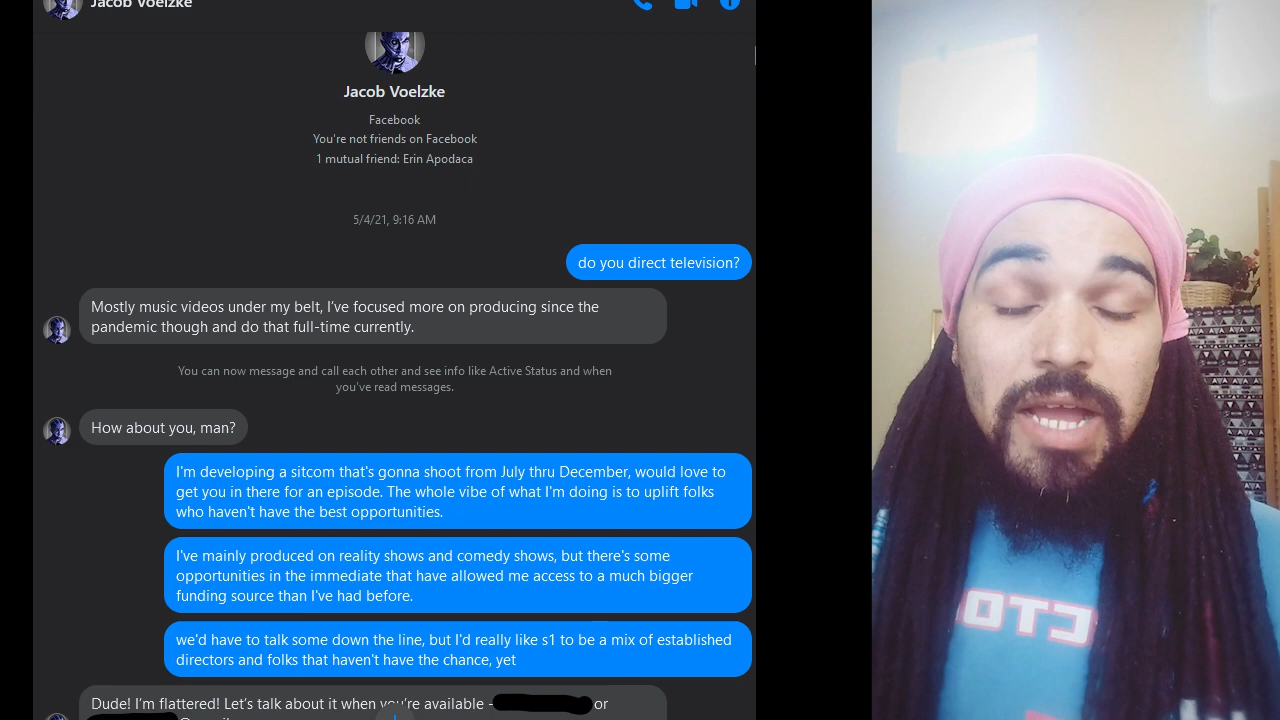 Jacob Voelzke
Jacob Voelzke
Facebook
You're not friends on Facebook
1 mutual friend: Erin Apodaca
5/4/21, 9:16 AM
do you direct television?
Mostly music videos under my belt, I've focused more on producing since the
pandemic though and do that full-time currently.
You can now message and call each other and see info like Active Status and when
you've read messages.
How about you, man?
I'm developing a sitcom that's gonna shoot from July thru December, would love to
get you in there for an episode. The whole vibe of what I'm doing is to uplift folks
who haven't have the best opportunities.
I've mainly produced on reality shows and comedy shows, but there's some
opportunities in the immediate that have allowed me access to a much bigger
funding source than I've had before.
we'd have to talk some down the line, but I'd really like s1 to be a mix of established
directors and folks that haven't have the chance, yet
Dude! I'm flattered! Let's talk about it when you're available - or